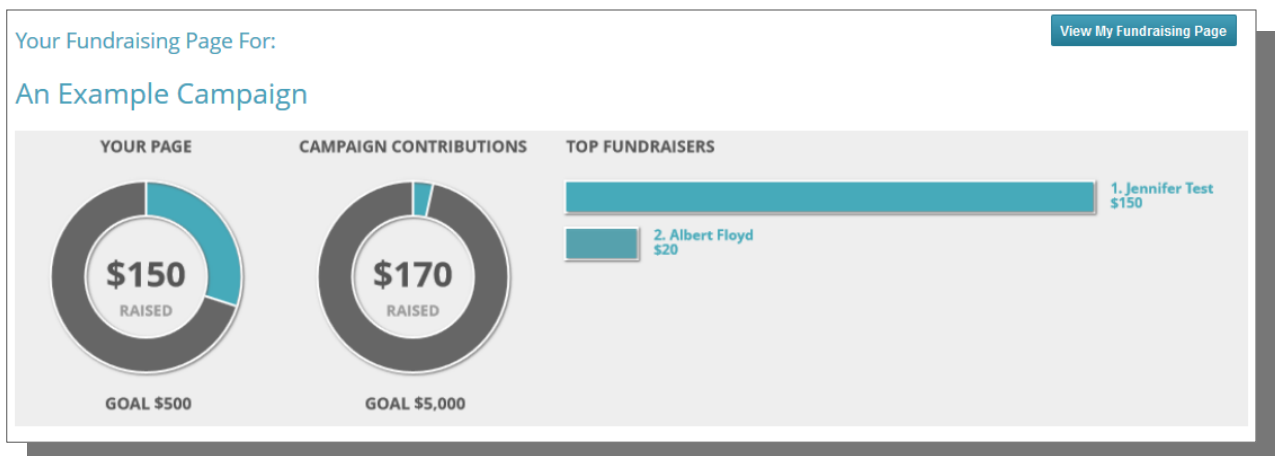 Your Fundraising Page For:
View My Fundraising Page
An Example Campaign
YOUR PAGE
$150
RAISED
GOAL $500
CAMPAIGN CONTRIBUTIONS
$170
RAISED
GOAL $5,000
TOP FUNDRAISERS
1. Jennifer Test
$150
2. Albert Floyd
$20